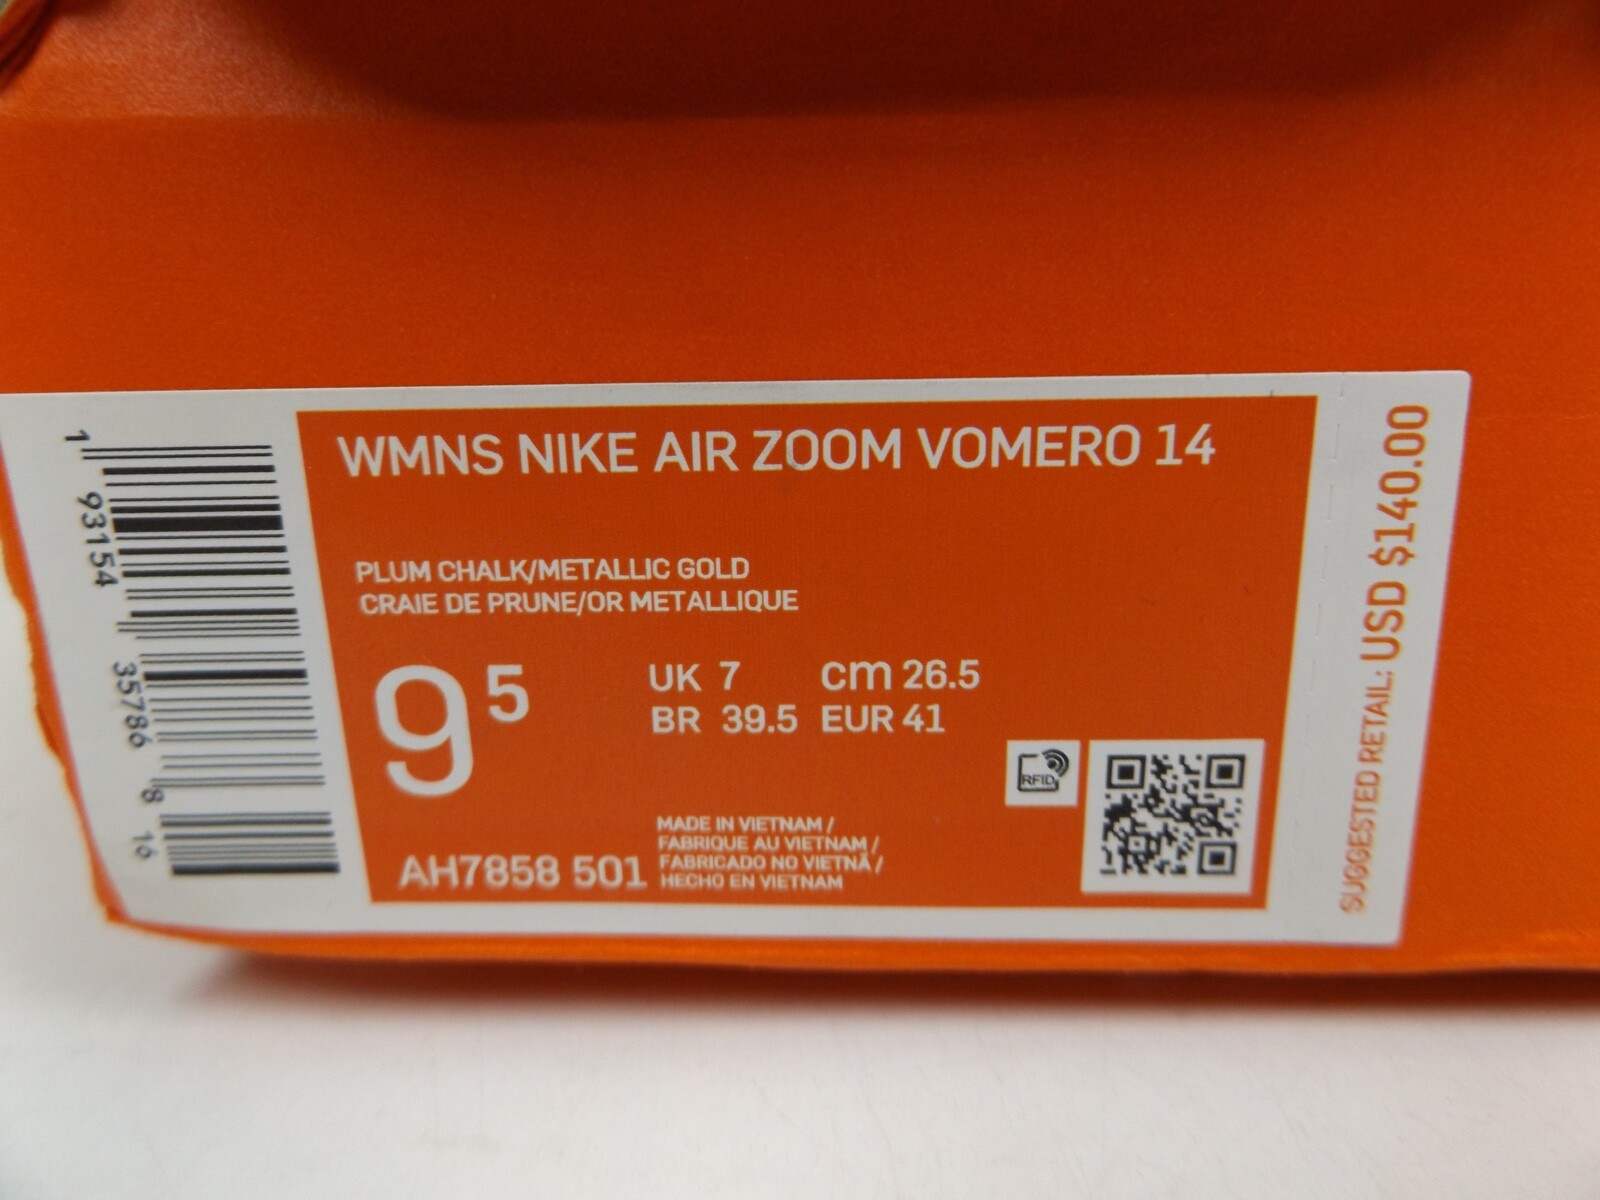 WMNS NIKE AIR ZOOM VOMERO 14
PLUM CHALK/METALLIC GOLD
CRAIE DE PRUNE/OR METALLIQUE
9 5
UK 7 cm 26.5
BR 39.5 EUR 41
RFID
AH7858 501
MADE IN VIETNAM /
FABRIQUE AU VIETNAM /
FABRICADO NO VIETNÃ /
HECHO EN VIETNAM
1 93154 35786 8 16
SUGGESTED RETAIL: USD $140.00